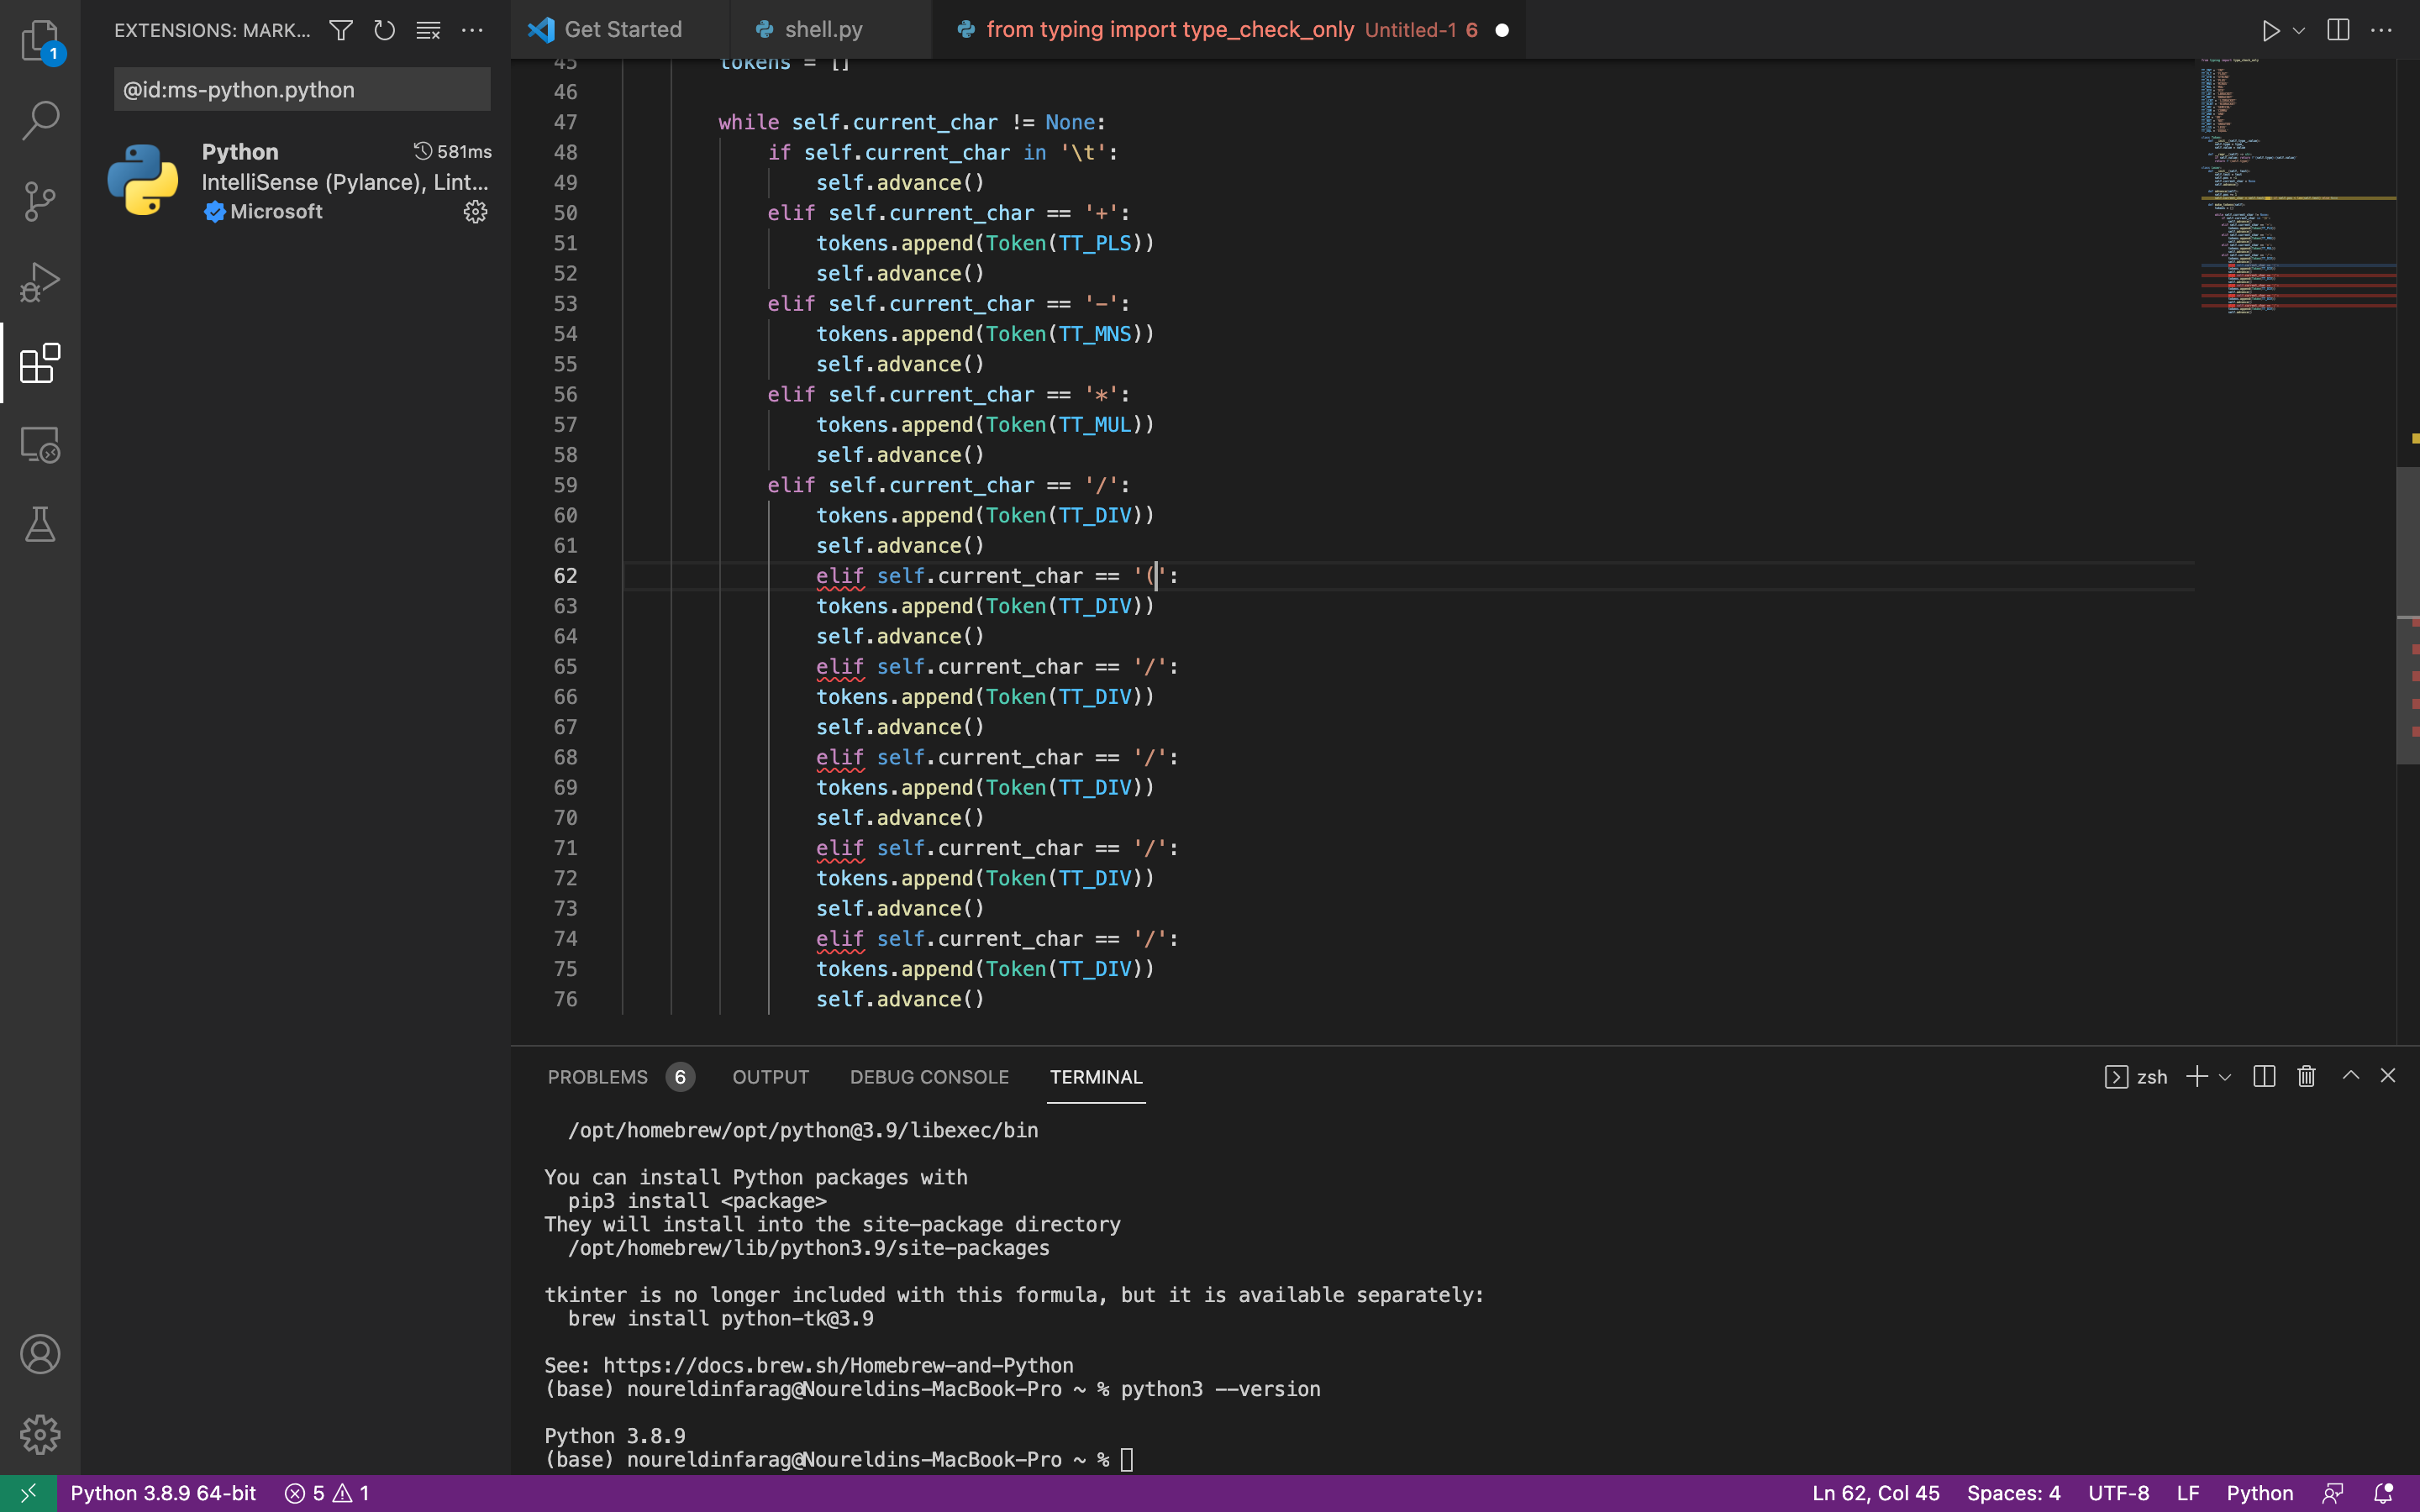 1
EXTENSIONS: MARK...
@id:ms-python.python
Python
581ms
IntelliSense (Pylance), Lint...
Microsoft
Get Started
shell.py
from typing import type_check_only Untitled-1 6
45 tokens = []
46
47 while self.current_char != None:
48 if self.current_char in '\t':
49 self.advance()
50 elif self.current_char == '+':
51 tokens.append(Token(TT_PLS))
52 self.advance()
53 elif self.current_char == '-':
54 tokens.append(Token(TT_MNS))
55 self.advance()
56 elif self.current_char == '*':
57 tokens.append(Token(TT_MUL))
58 self.advance()
59 elif self.current_char == '/':
60 tokens.append(Token(TT_DIV))
61 self.advance()
62 elif self.current_char == '(':
63 tokens.append(Token(TT_DIV))
64 self.advance()
65 elif self.current_char == '/':
66 tokens.append(Token(TT_DIV))
67 self.advance()
68 elif self.current_char == '/':
69 tokens.append(Token(TT_DIV))
70 self.advance()
71 elif self.current_char == '/':
72 tokens.append(Token(TT_DIV))
73 self.advance()
74 elif self.current_char == '/':
75 tokens.append(Token(TT_DIV))
76 self.advance()
PROBLEMS 6 OUTPUT DEBUG CONSOLE TERMINAL
zsh
/opt/homebrew/opt/python@3.9/libexec/bin
You can install Python packages with
pip3 install <package>
They will install into the site-package directory
/opt/homebrew/lib/python3.9/site-packages
tkinter is no longer included with this formula, but it is available separately:
brew install python-tk@3.9
See: https://docs.brew.sh/Homebrew-and-Python
(base) noureldinfarag@Noureldins-MacBook-Pro ~ % python3 --version
Python 3.8.9
(base) noureldinfarag@Noureldins-MacBook-Pro ~ %
Python 3.8.9 64-bit 5 1
Ln 62, Col 45 Spaces: 4 UTF-8 LF Python